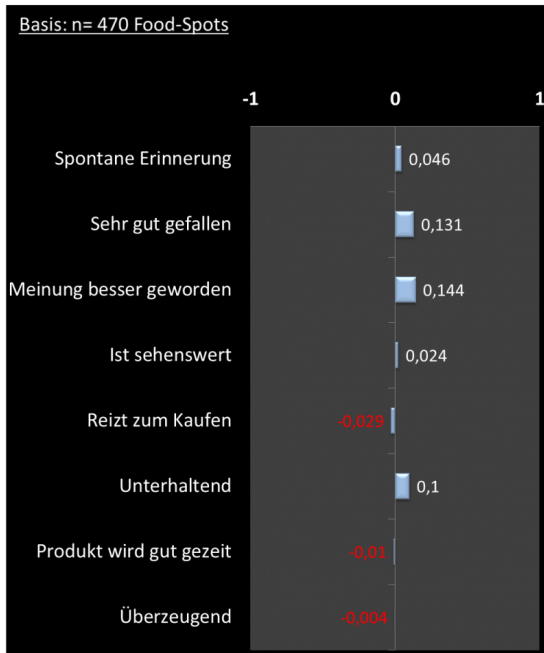 Basis: n= 470 Food-Spots
-1 0 1
Spontane Erinnerung 0,046
Sehr gut gefallen 0,131
Meinung besser geworden 0,144
Ist sehenswert 0,024
Reizt zum Kaufen -0,029
Unterhaltend 0,1
Produkt wird gut gezeit -0,01
Überzeugend -0,004